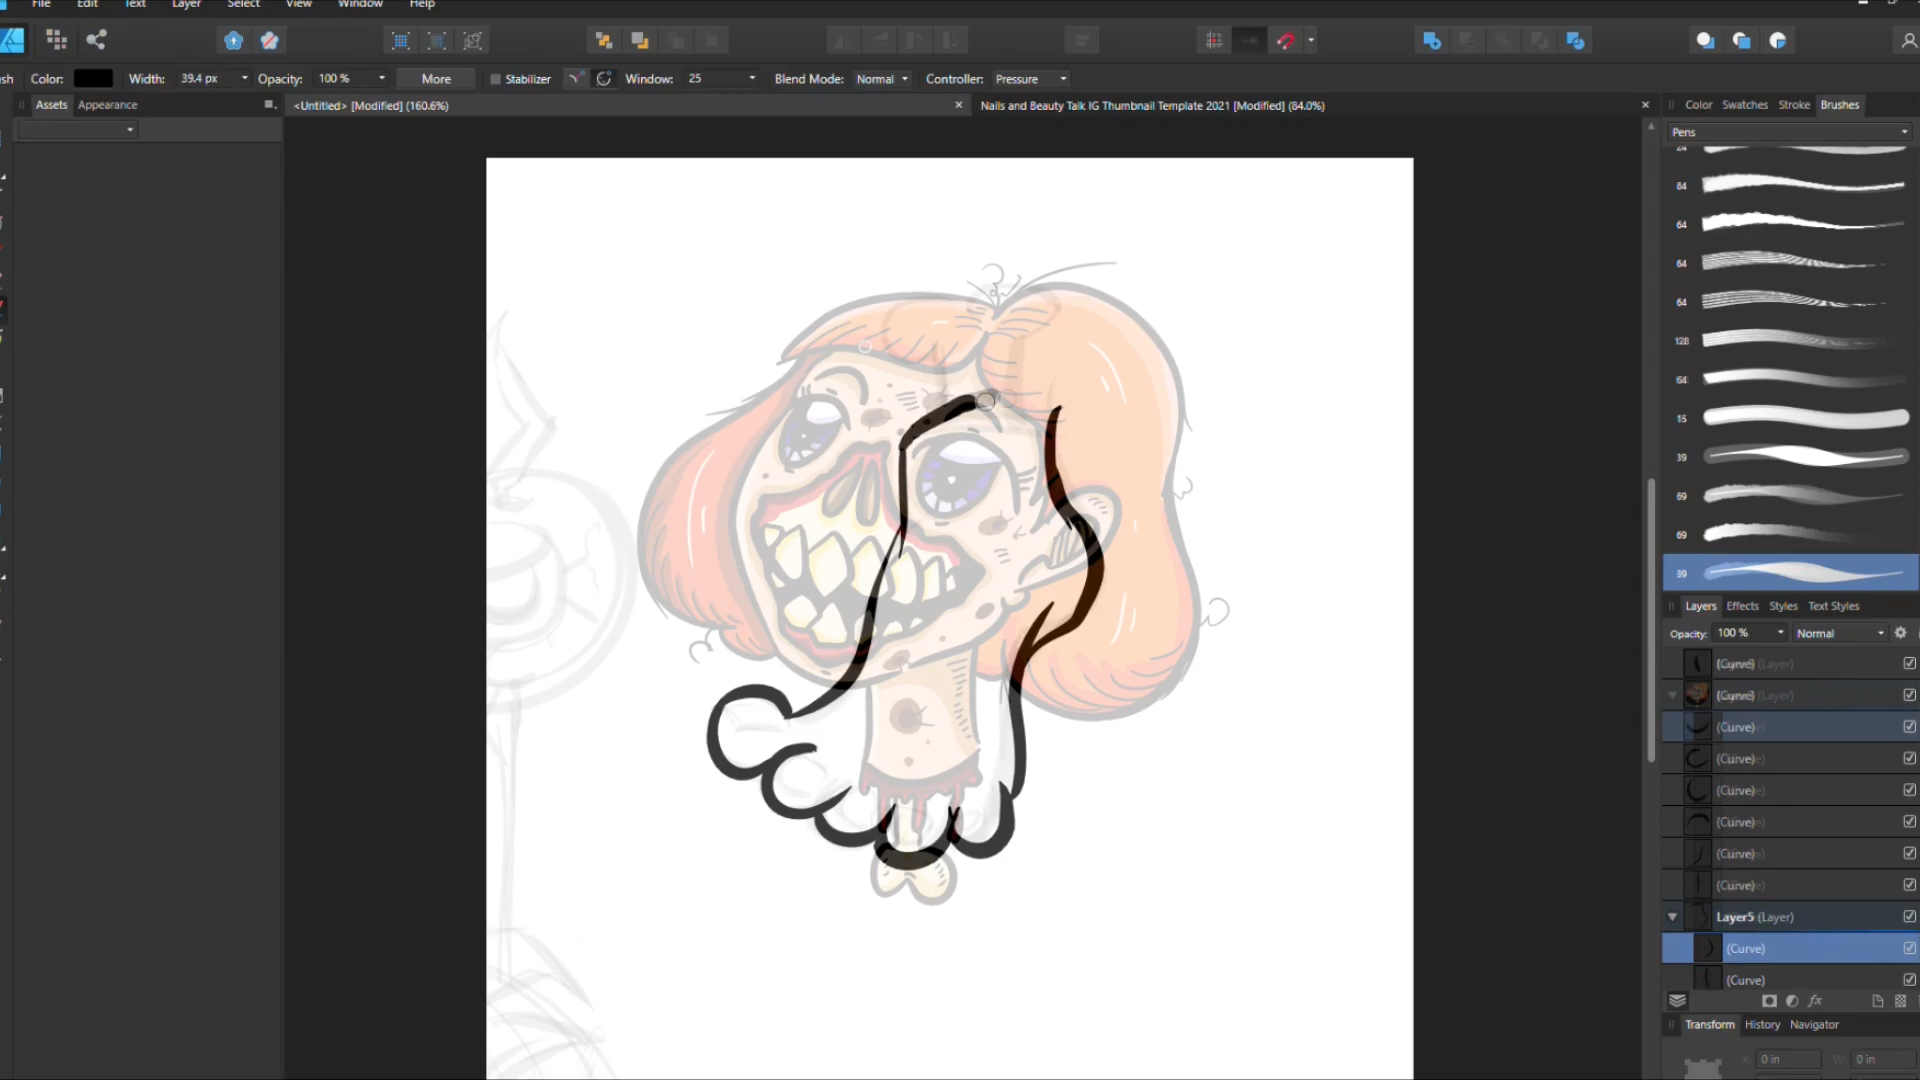 File Edit Text Layer Select View Window Help
Color: Width: 39.4 px Opacity: 100 % More Stabilizer Window: 25 Blend Mode: Normal Controller: Pressure
Assets Appearance
<Untitled> [Modified] (160.6%)
Nails and Beauty Talk IG Thumbnail Template 2021 [Modified] (84.0%)
Color Swatches Stroke Brushes
Pens
24
64
64
64
64
128
64
15
39
69
69
39
Layers Effects Styles Text Styles
Opacity: 100 % Normal
(Curve) (Layer)
(Curve) (Layer)
(Curve)
(Curve)
(Curve)
(Curve)
(Curve)
(Curve)
Layer5 (Layer)
(Curve)
(Curve)
fx
Transform History Navigator
X: 0 in W: 0 in